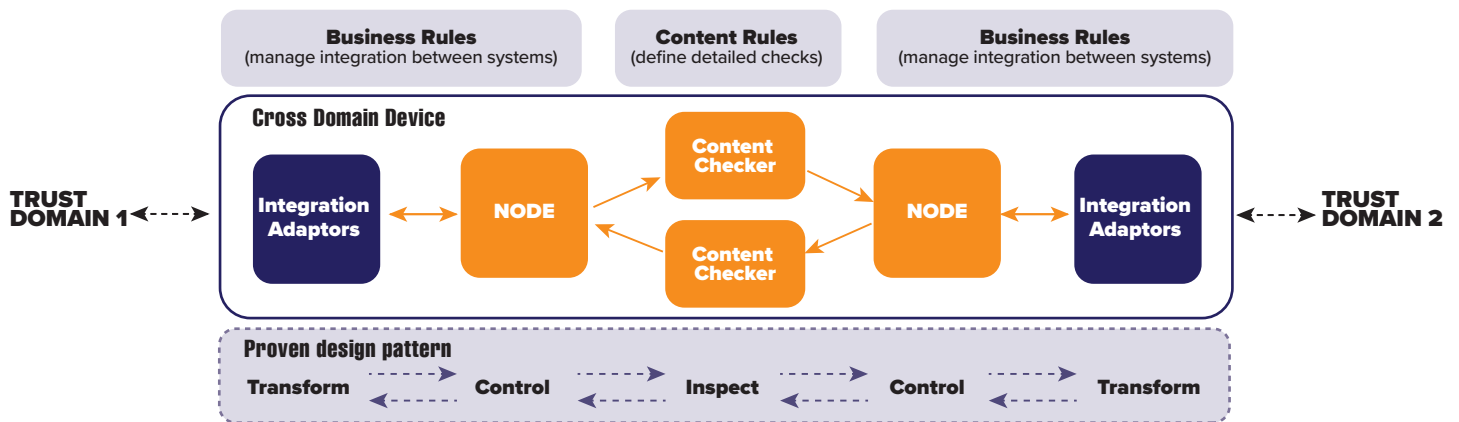 Business Rules
(manage integration between systems)
Content Rules
(define detailed checks)
Business Rules
(manage integration between systems)
Cross Domain Device
TRUST
DOMAIN 1
Integration
Adaptors
NODE
Content
Checker
Content
Checker
NODE
Integration
Adaptors
TRUST
DOMAIN 2
Proven design pattern
Transform
Control
Inspect
Control
Transform